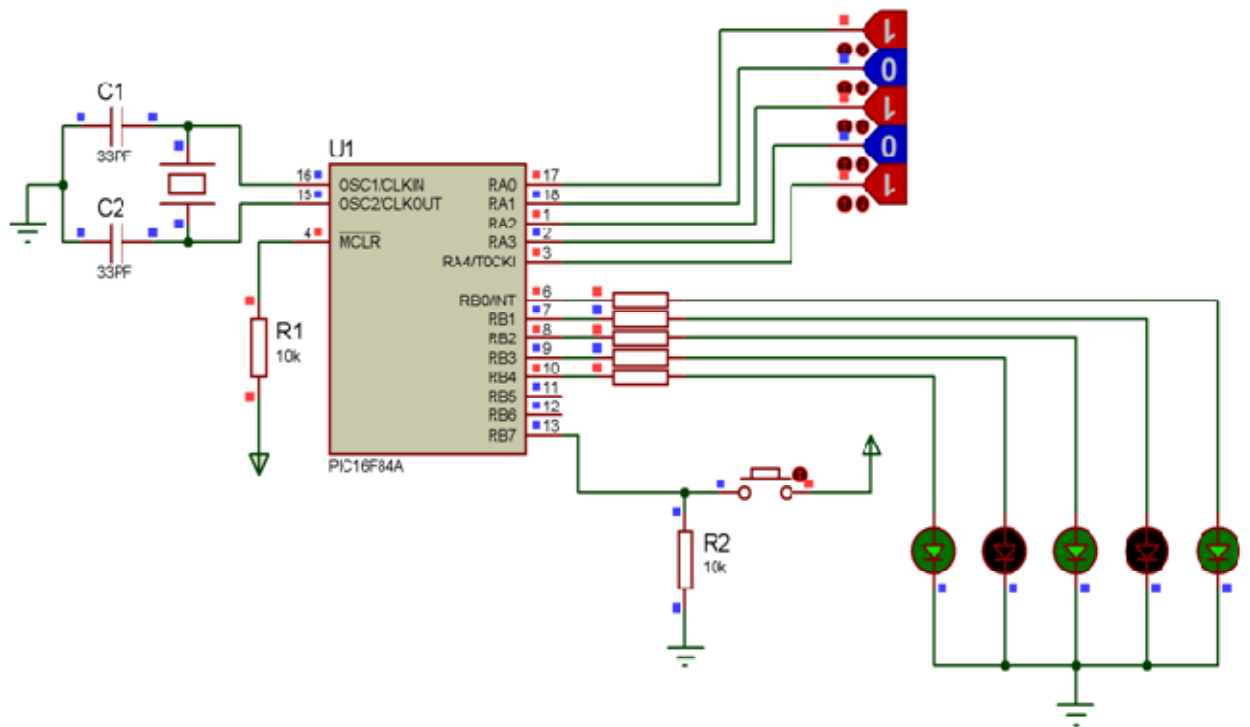 C1
33PF
C2
33PF
U1
16
OSC1/CLKIN
15
OSC2/CLKOUT
4
MCLR
RA0
17
RA1
18
RA2
1
RA3
2
RA4/T0CKI
3
RB0/INT
6
RB1
7
RB2
8
RB3
9
RB4
10
RB5
11
RB6
12
RB7
13
PIC16F84A
1
0
1
0
1
R1
10k
R2
10k